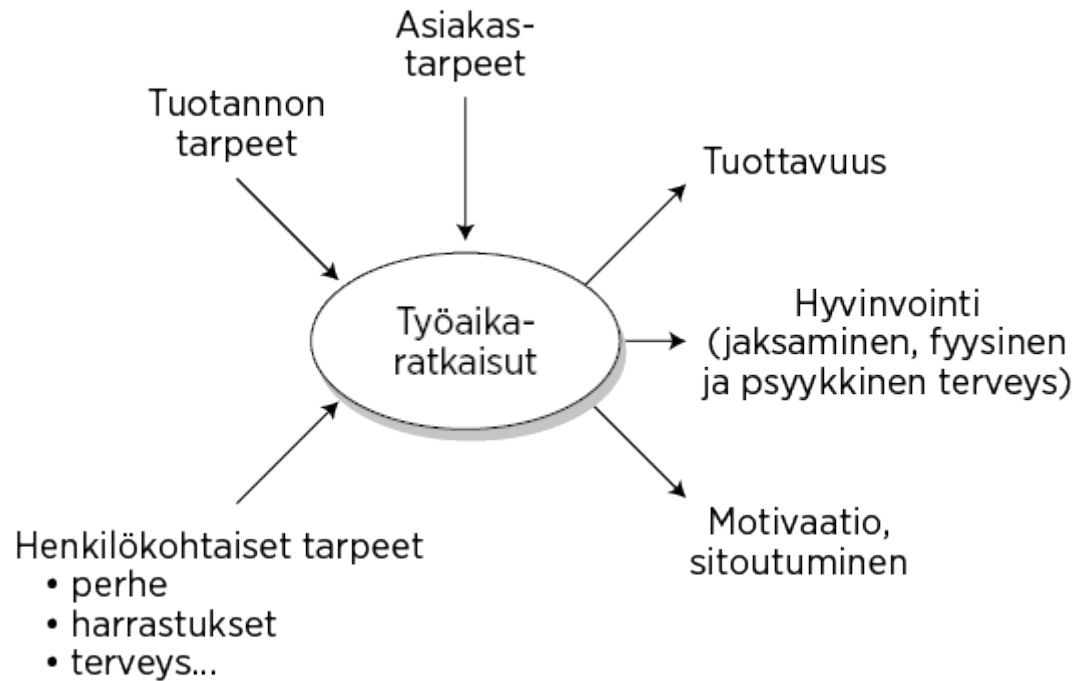 Asiakas-
tarpeet
Tuotannon
tarpeet
Tuottavuus
Työaika-
ratkaisut
Hyvinvointi
(jaksaminen, fyysinen
ja psyykkinen terveys)
Henkilökohtaiset tarpeet
• perhe
• harrastukset
• terveys...
Motivaatio,
sitoutuminen